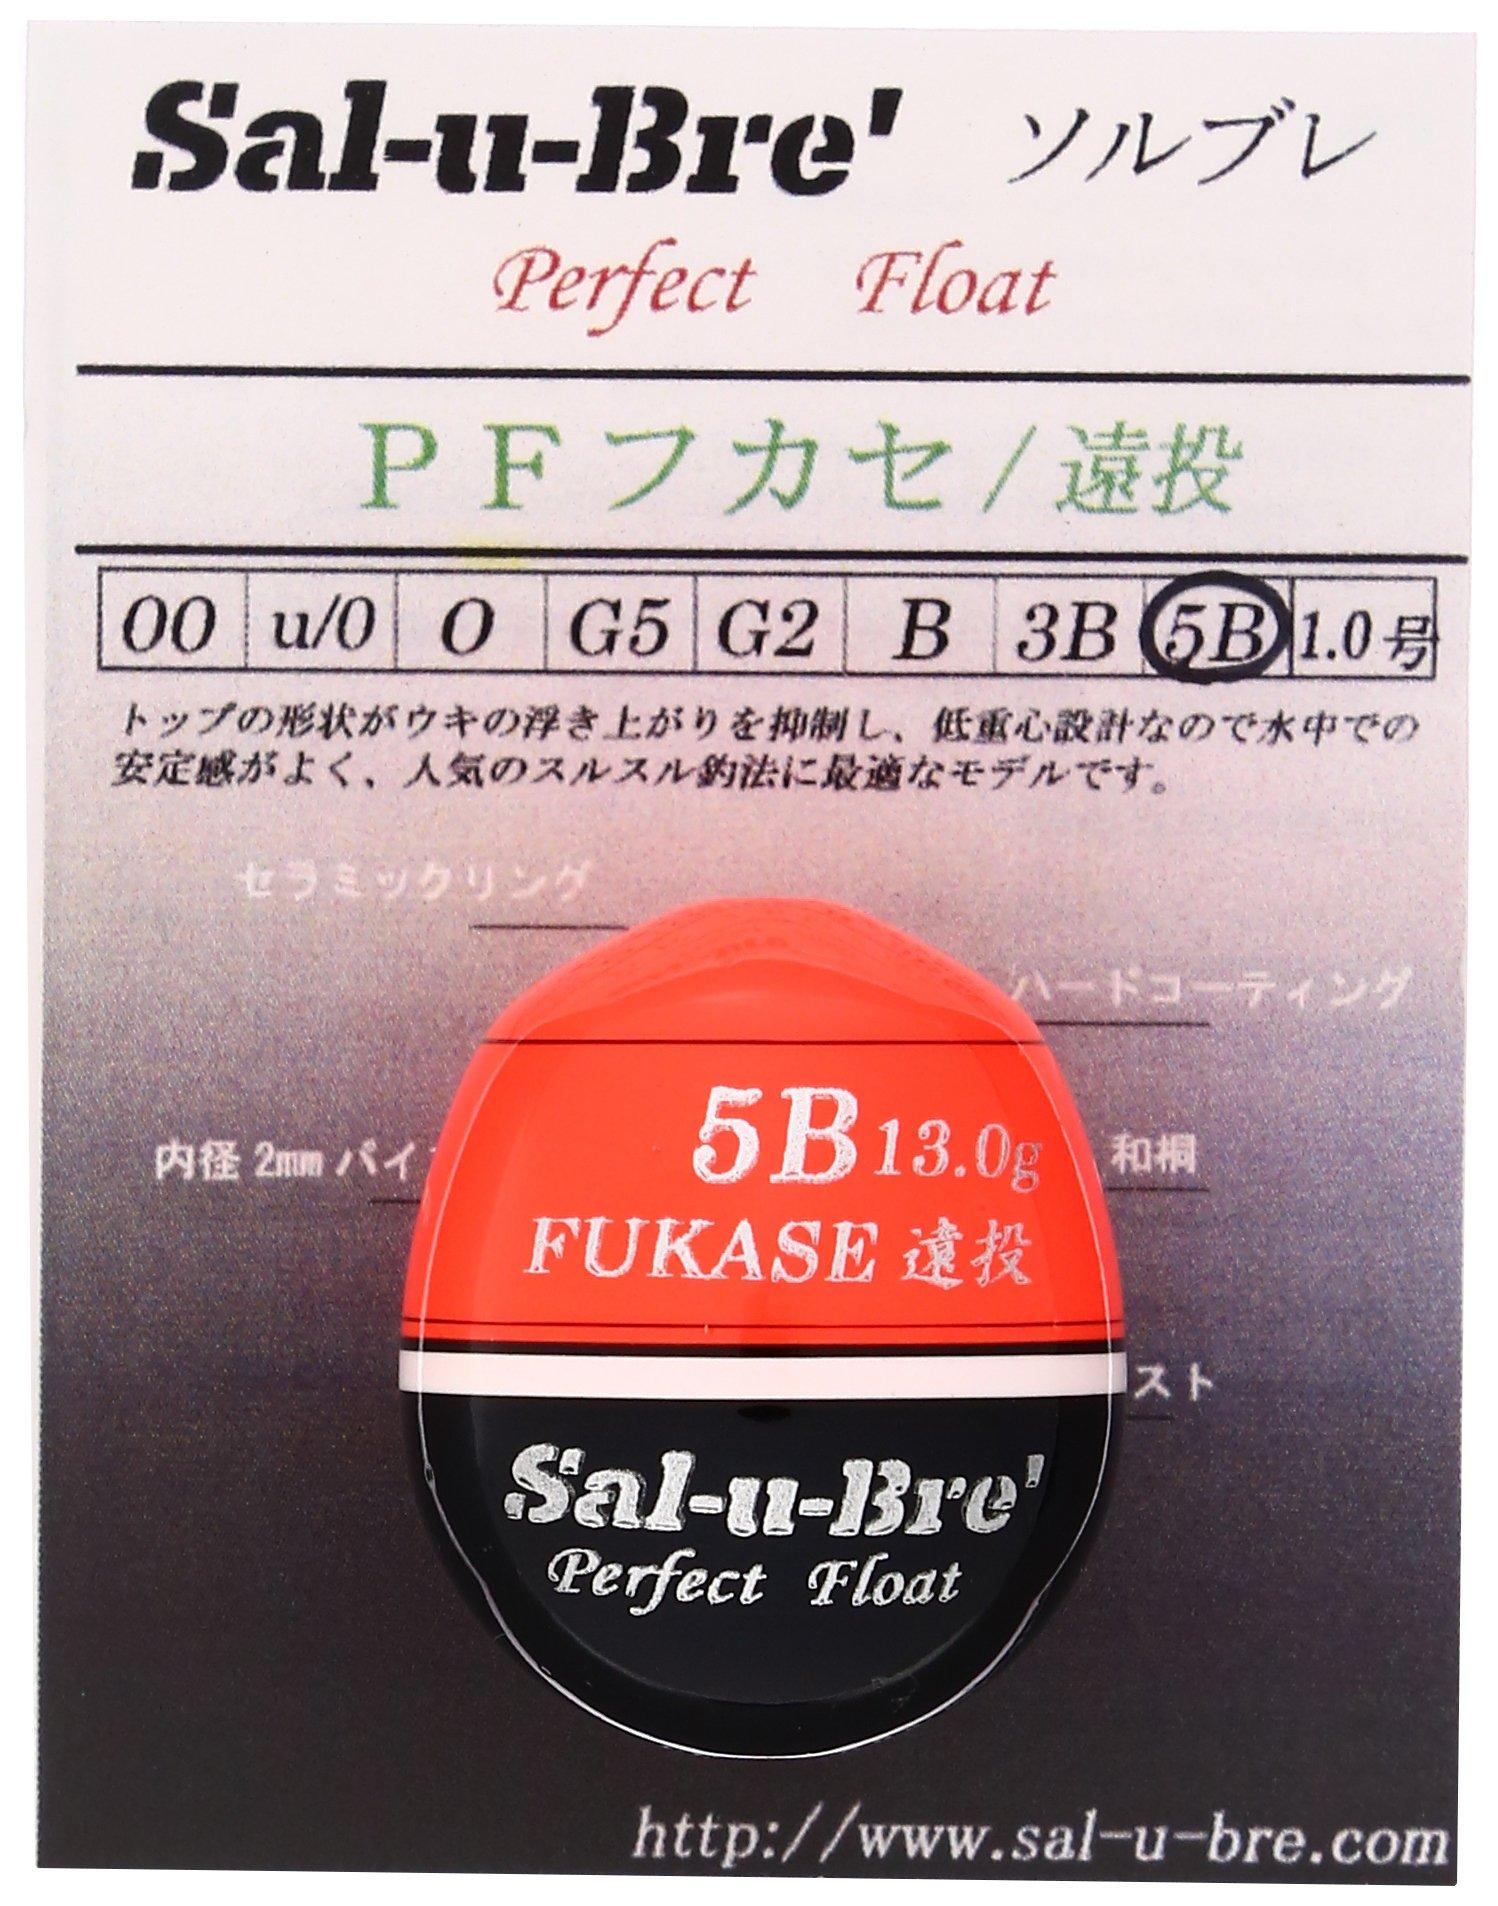 Sal-u-Bre' ソルブレ
Perfect Float
PFフカセ/遠投
00 u/0 0 G5 G2 B 3B 5B 1.0号
トップの形状がウキの浮き上がりを抑制し、低重心設計なので水中での
安定感がよく、人気のスルスル釣法に最適なモデルです。
セラミックリング
ハードコーティング
内径2mmパイ
和桐
5B 13.0g
FUKASE 遠投
スト
Sal-u-Bre'
Perfect Float
http://www.sal-u-bre.com